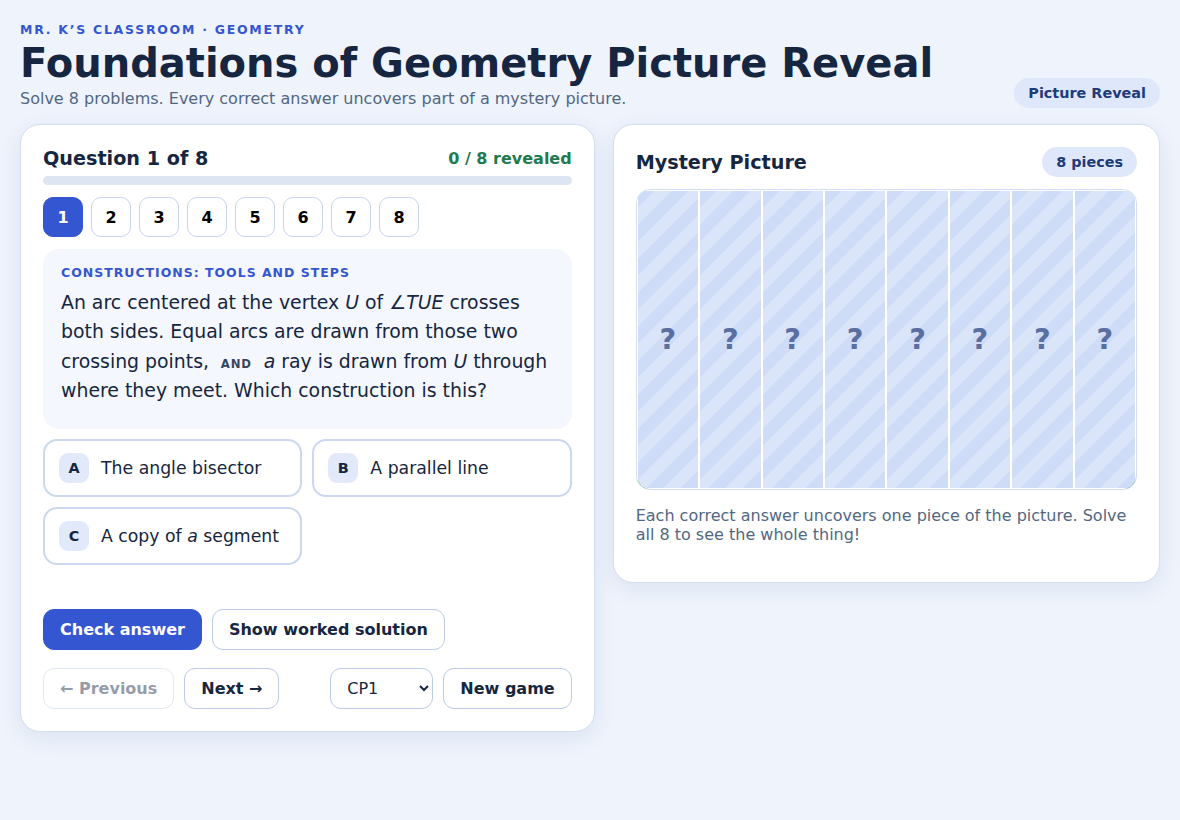 MR. K’S CLASSROOM · GEOMETRY
Foundations of Geometry Picture Reveal
Solve 8 problems. Every correct answer uncovers part of a mystery picture.
Picture Reveal
Question 1 of 8
0 / 8 revealed
1 2 3 4 5 6 7 8
CONSTRUCTIONS: TOOLS AND STEPS
An arc centered at the vertex U of ∠TUE crosses
both sides. Equal arcs are drawn from those two
crossing points, AND a ray is drawn from U through
where they meet. Which construction is this?
A The angle bisector
B A parallel line
C A copy of a segment
Check answer
Show worked solution
← Previous
Next →
CP1
New game
Mystery Picture
8 pieces
? ? ? ? ? ? ? ?
Each correct answer uncovers one piece of the picture. Solve
all 8 to see the whole thing!